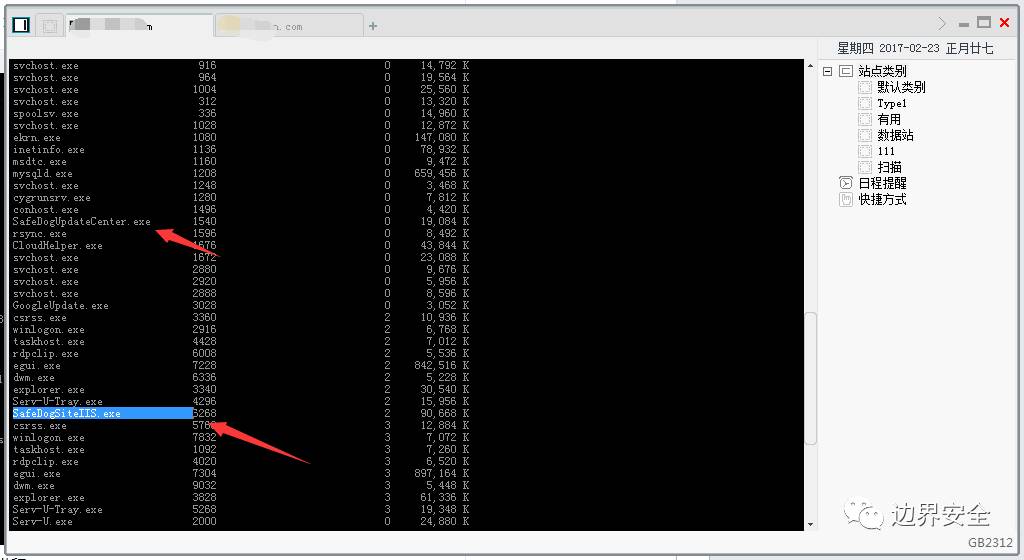 m
n.com
+
星期四 2017-02-23 正月廿七
svchost.exe 916 0 14,792 K
svchost.exe 964 0 19,564 K
svchost.exe 1004 0 25,560 K
svchost.exe 312 0 13,320 K
spoolsv.exe 336 0 14,960 K
svchost.exe 1028 0 12,872 K
ekrn.exe 1080 0 147,080 K
inetinfo.exe 1136 0 78,932 K
msdtc.exe 1160 0 9,472 K
mysqld.exe 1208 0 659,456 K
svchost.exe 1248 0 3,468 K
cygrunsrv.exe 1280 0 7,812 K
conhost.exe 1496 0 4,420 K
SafeDogUpdateCenter.exe 1540 0 19,084 K
rsync.exe 1596 0 8,492 K
CloudHelper.exe 1676 0 43,844 K
svchost.exe 1672 0 23,088 K
svchost.exe 2880 0 9,676 K
svchost.exe 2920 0 5,956 K
svchost.exe 2888 0 8,596 K
GoogleUpdate.exe 3028 0 3,052 K
csrss.exe 3360 2 10,936 K
winlogon.exe 2916 2 6,768 K
taskhost.exe 4428 2 7,012 K
rdpclip.exe 6008 2 5,536 K
egui.exe 7228 2 842,516 K
dwm.exe 6336 2 5,228 K
explorer.exe 3340 2 30,540 K
Serv-U-Tray.exe 4296 2 15,956 K
SafeDogSiteIIS.exe 6268 2 90,668 K
csrss.exe 3 12,884 K
winlogon.exe 7832 3 7,072 K
taskhost.exe 1092 3 7,260 K
rdpclip.exe 4020 3 6,520 K
egui.exe 7304 3 897,164 K
dwm.exe 9032 3 5,448 K
explorer.exe 3828 3 61,336 K
Serv-U-Tray.exe 5268 3 19,348 K
Serv-U.exe 2000 0 24,880 K
站点类别
默认类别
Type1
有用
数据站
111
扫描
日程提醒
快捷方式
边界安全
GB2312